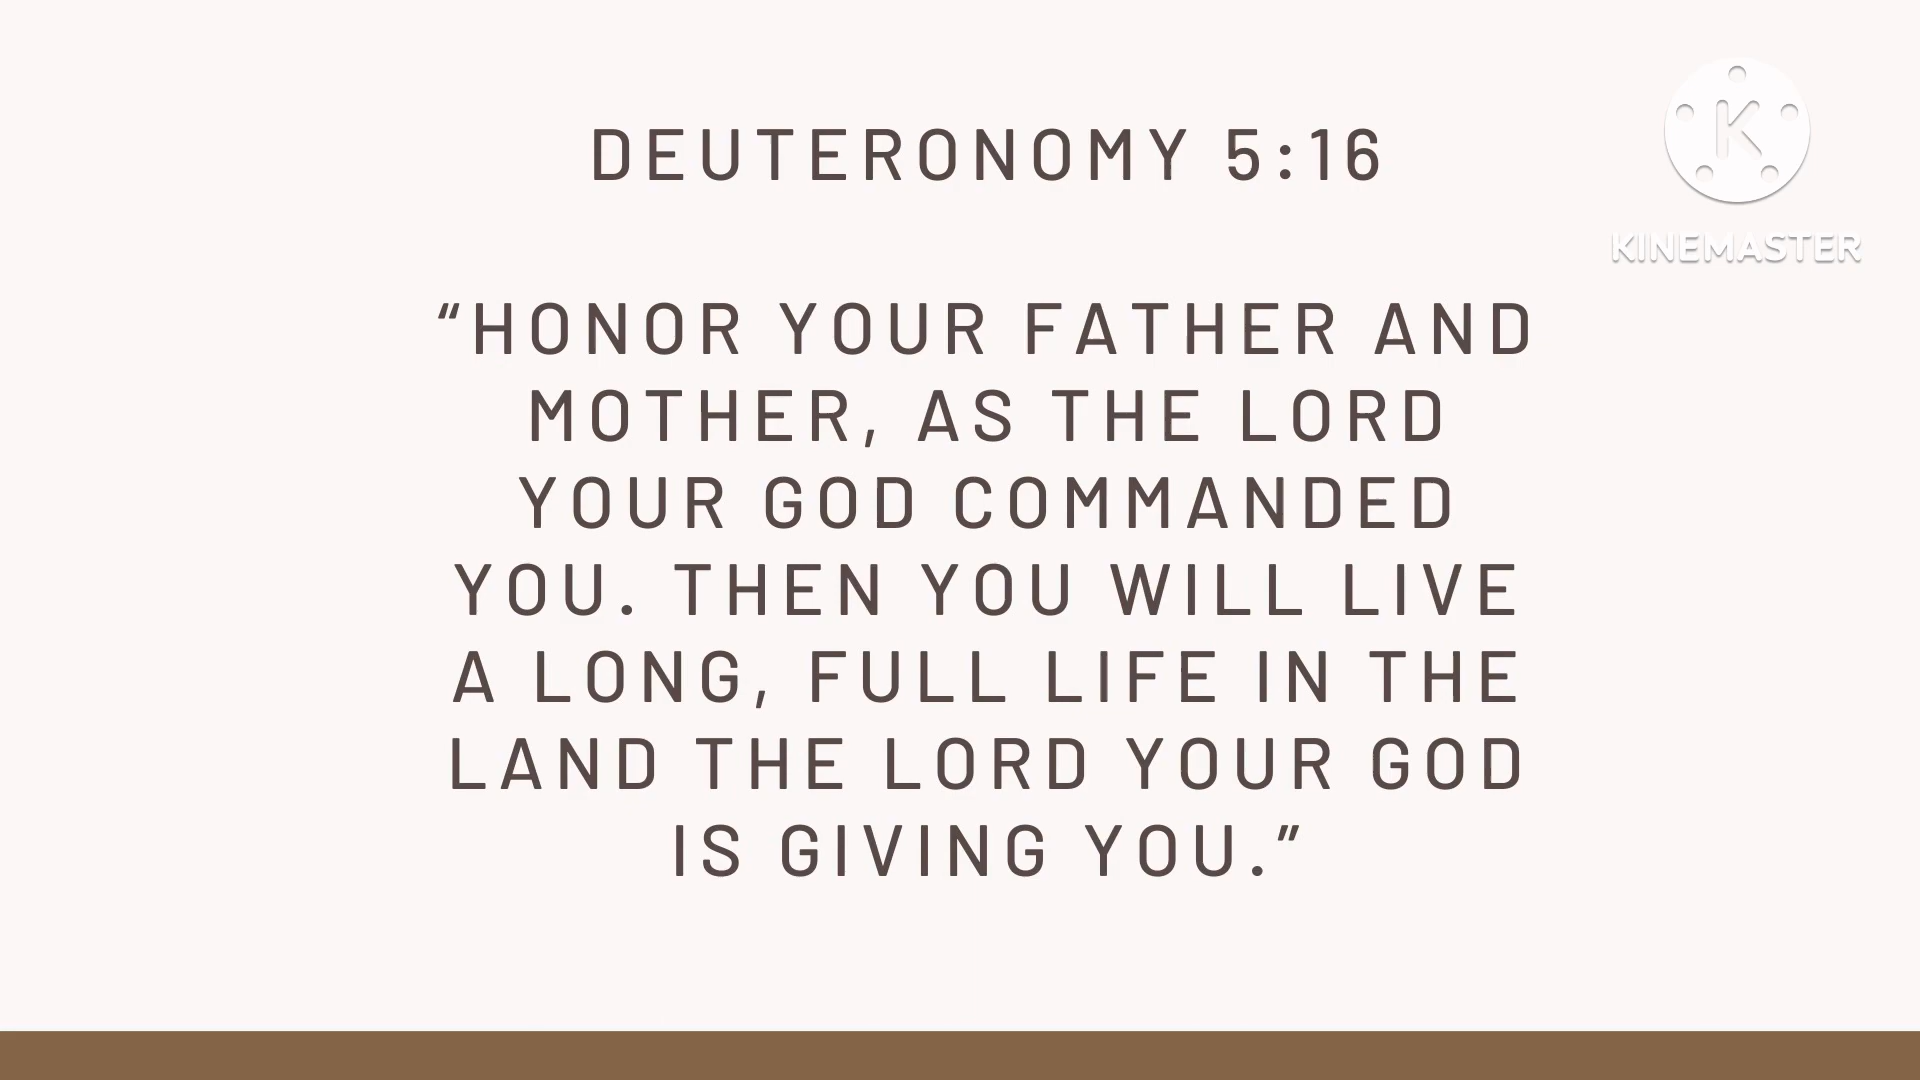 DEUTERONOMY 5:16
K
KINEMASTER
“HONOR YOUR FATHER AND
MOTHER, AS THE LORD
YOUR GOD COMMANDED
YOU. THEN YOU WILL LIVE
A LONG, FULL LIFE IN THE
LAND THE LORD YOUR GOD
IS GIVING YOU.”